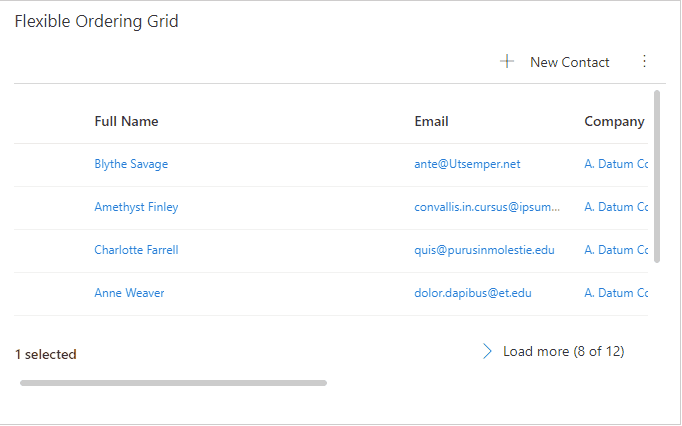 Flexible Ordering Grid
New Contact
Full Name Email Company
Blythe Savage ante@Utsemper.net A. Datum Co
Amethyst Finley convallis.in.cursus@ipsum... A. Datum Co
Charlotte Farrell quis@purusinmolestie.edu A. Datum Co
Anne Weaver dolor.dapibus@et.edu A. Datum Co
1 selected Load more (8 of 12)